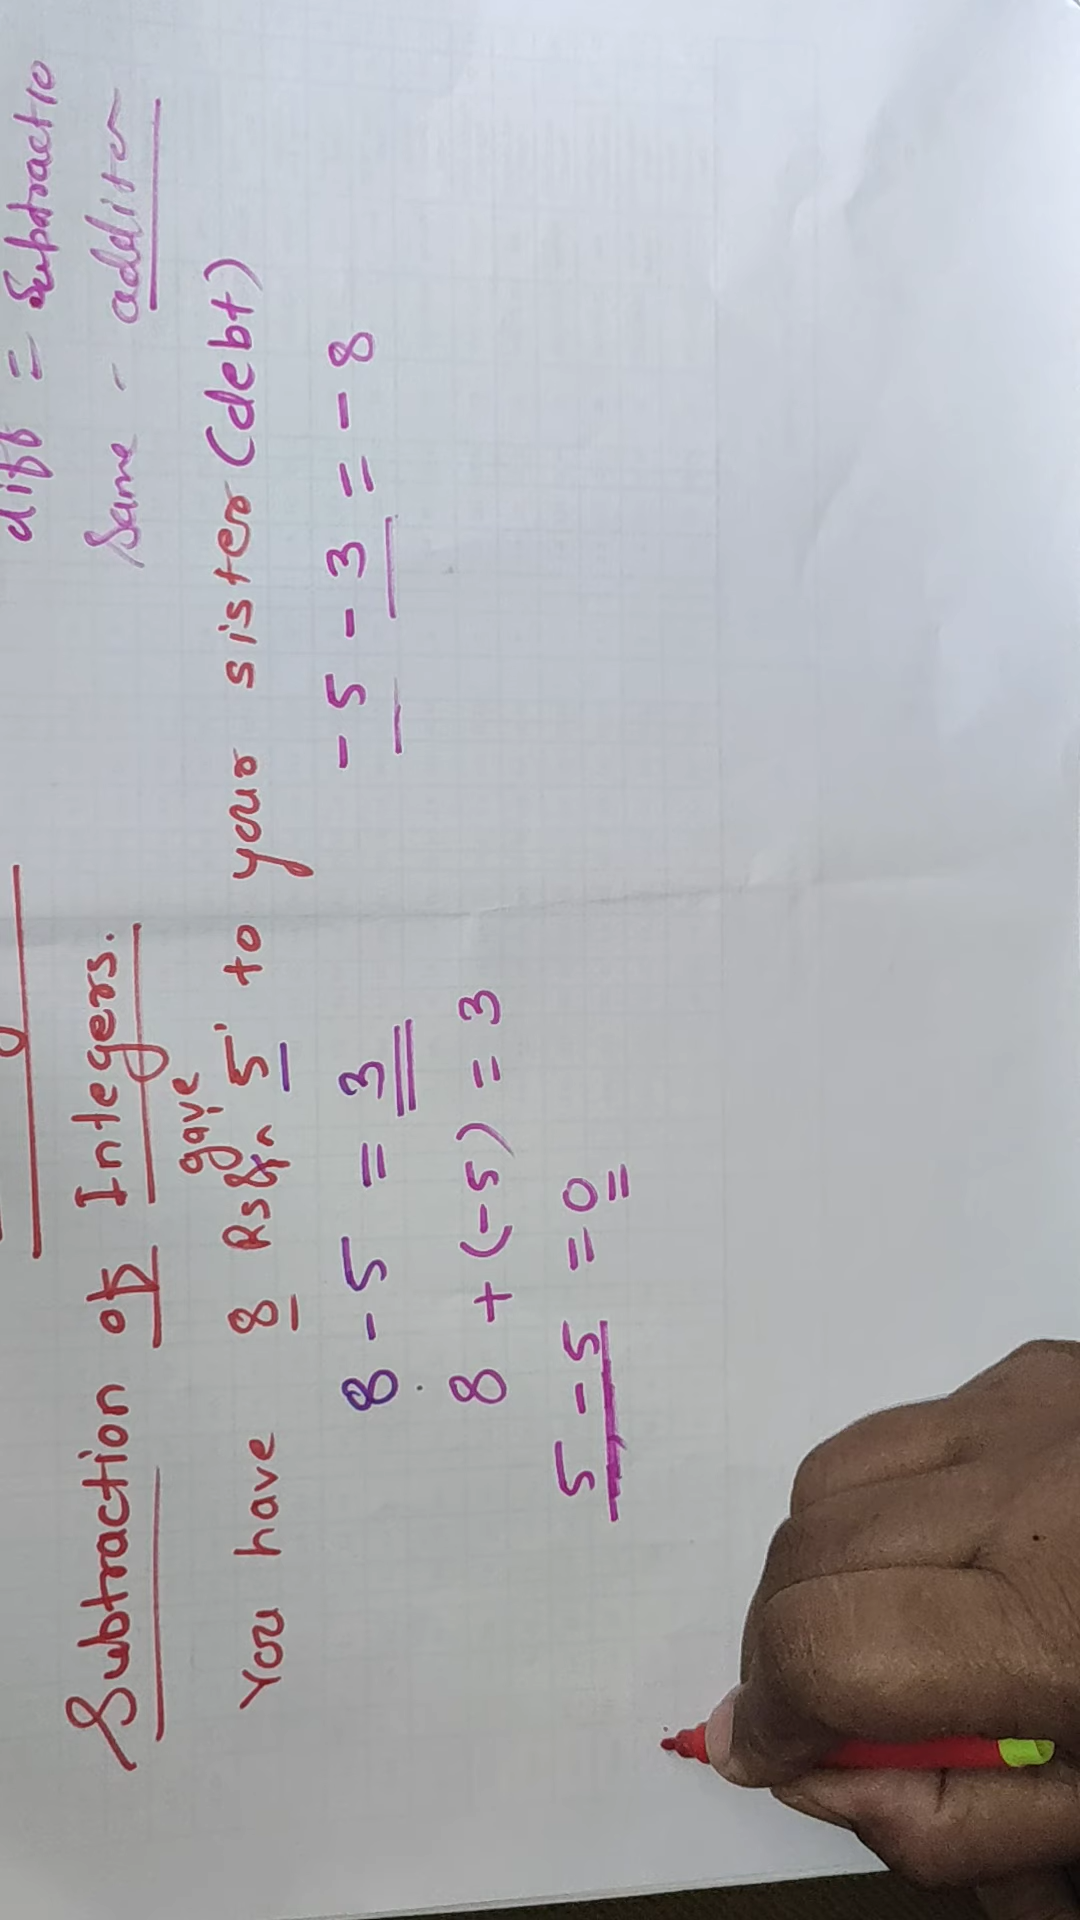 diff = Subtractio
Same - addition
Subtraction of Integers.
gave
You have 8 Rs& 5 to your sister (debt)
8 - 5 = 3
- 5 - 3 = - 8
8 + (-5) = 3
5 - 5 = 0